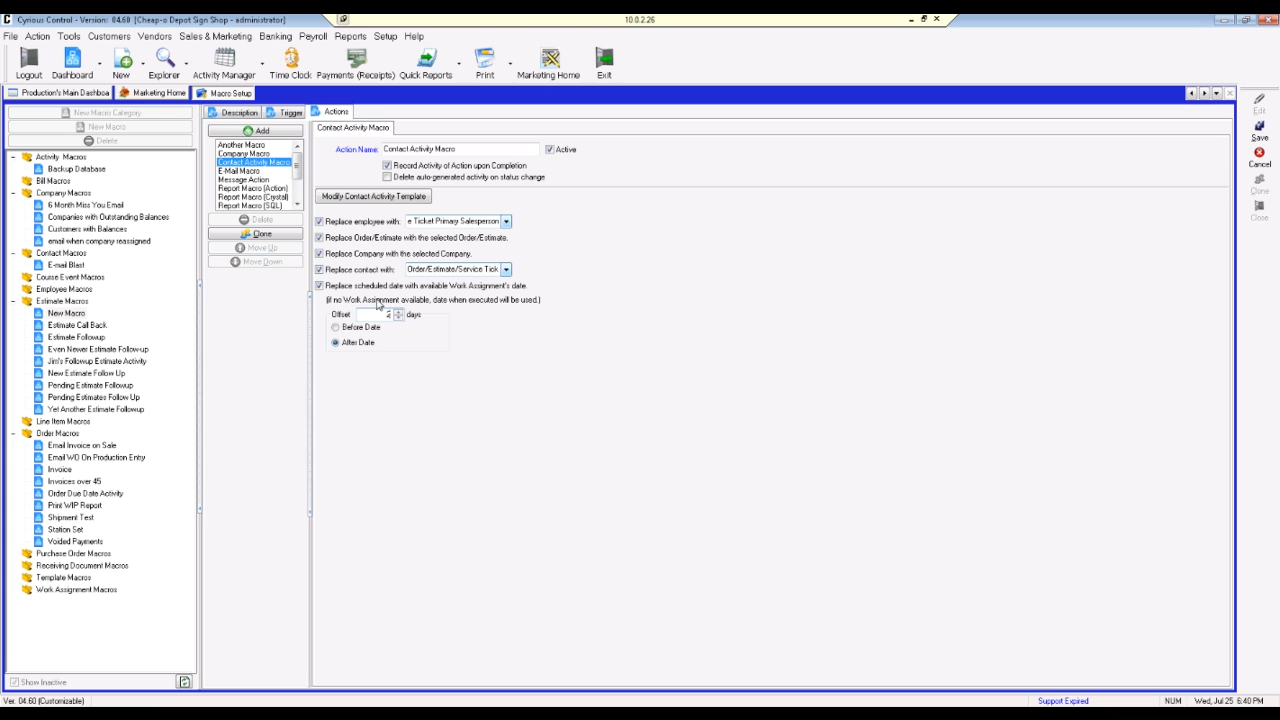 Cyrious Control - Version: 04.60 [Cheap-o Depot Sign Shop - administrator]
10.0.2.26
File Action Tools Customers Vendors Sales & Marketing Banking Payroll Reports Setup Help
Logout Dashboard New Explorer Activity Manager Time Clock Payments (Receipts) Quick Reports Print Marketing Home Exit
Production's Main Dashboa Marketing Home Macro Setup
New Macro Category
New Macro
Delete
Activity Macros
Backup Database
Bill Macros
Company Macros
6 Month Miss You Email
Companies with Outstanding Balances
Customers with Balances
email when company reassigned
Contact Macros
E-mail Blast
Course Event Macros
Employee Macros
Estimate Macros
New Macro
Estimate Call Back
Estimate Followup
Even Newer Estimate Follow-up
Jim's Followup Estimate Activity
New Estimate Follow Up
Pending Estimate Followup
Pending Estimates Follow Up
Yet Another Estimate Followup
Line Item Macros
Order Macros
Email Invoice on Sale
Email WO On Production Entry
Invoice
Invoices over 45
Order Due Date Activity
Print WIP Report
Shipment Test
Station Set
Voided Payments
Purchase Order Macros
Receiving Document Macros
Template Macros
Work Assignment Macros
Show Inactive
Description Trigger Actions
Add
Another Macro
Company Macro
Contact Activity Macro
E-Mail Macro
Message Action
Report Macro (Action)
Report Macro (Crystal)
Report Macro (SQL)
Delete
Clone
Move Up
Move Down
Contact Activity Macro
Action Name: Contact Activity Macro Active
Record Activity of Action upon Completion
Delete auto-generated activity on status change
Modify Contact Activity Template
Replace employee with: e Ticket Primary Salesperson
Replace Order/Estimate with the selected Order/Estimate.
Replace Company with the selected Company.
Replace contact with: Order/Estimate/Service Tick
Replace scheduled date with available Work Assignment's date.
(if no Work Assignment available, date when executed will be used.)
Offset 2 days
Before Date
After Date
Edit
Save
Cancel
Clone
Close
Ver. 04.60 (Customizable) Support Expired NUM Wed, Jul 25 6:40 PM